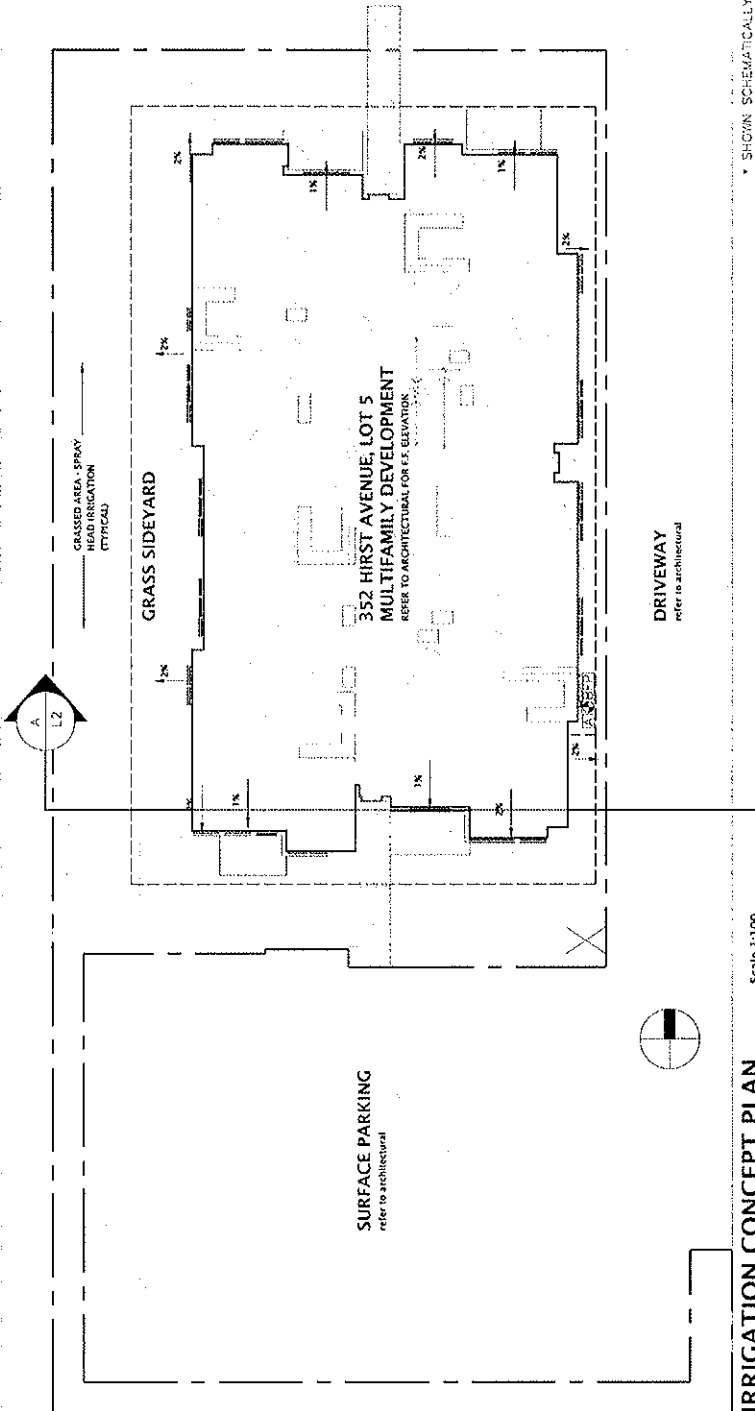 GRASSED AREA - SPRAY
HEAD IRRIGATION
(TYPICAL)
A
L2
GRASS SIDEYARD
2%
2%
2%
1%
2%
1%
2%
1%
1%
2%
2%
352 HIRST AVENUE, LOT 5
MULTIFAMILY DEVELOPMENT
REFER TO ARCHITECTURAL FOR F.F. ELEVATION
DRIVEWAY
refer to architectural
SURFACE PARKING
refer to architectural
IRRIGATION CONCEPT PLAN
Scale 1:100
* SHOWN SCHEMATICALLY